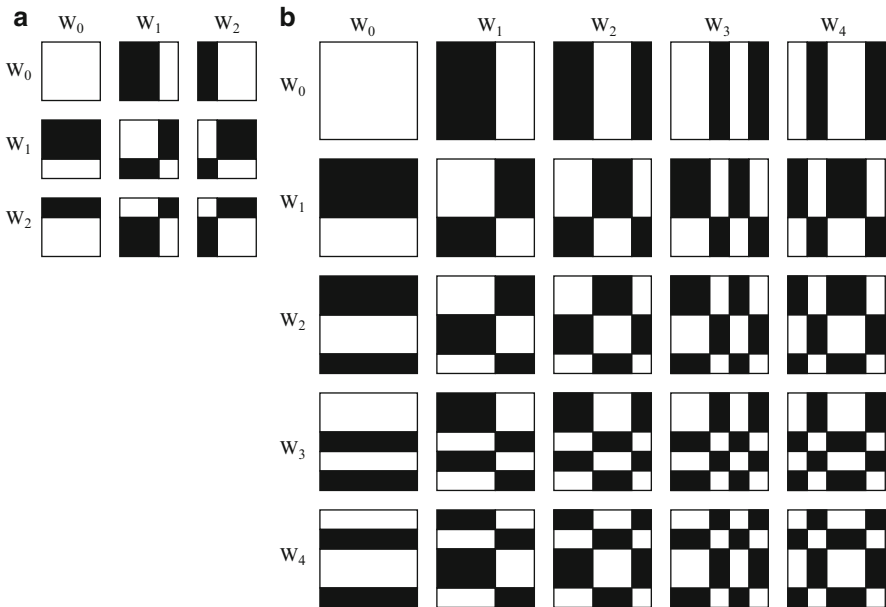 a
W₀ W₁ W₂
W₀
W₁
W₂
b
W₀ W₁ W₂ W₃ W₄
W₀
W₁
W₂
W₃
W₄